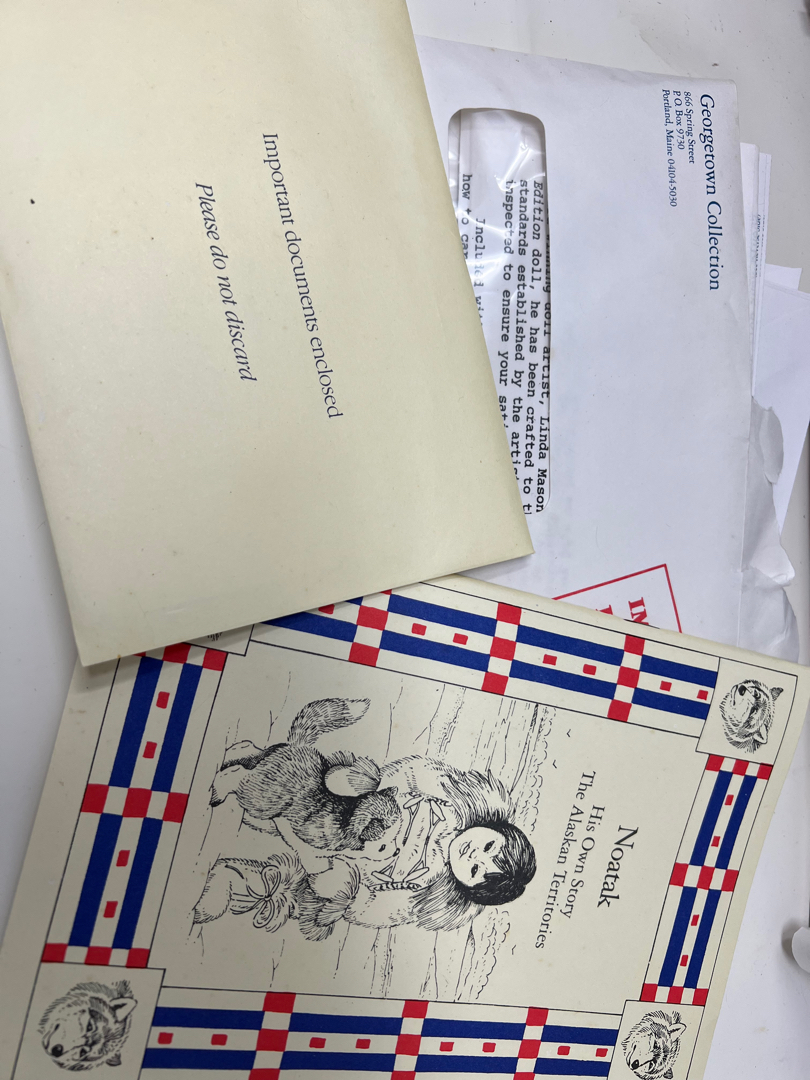 Georgetown Collection
866 Spring Street
P. O. Box 9730
Portland, Maine 04104-5030
artist, Linda Mason
Edition doll, he has been crafted to
standards established by the
inspected to ensure your
how to
Important documents enclosed
Please do not discard
Noatak
His Own Story
The Alaskan Territories